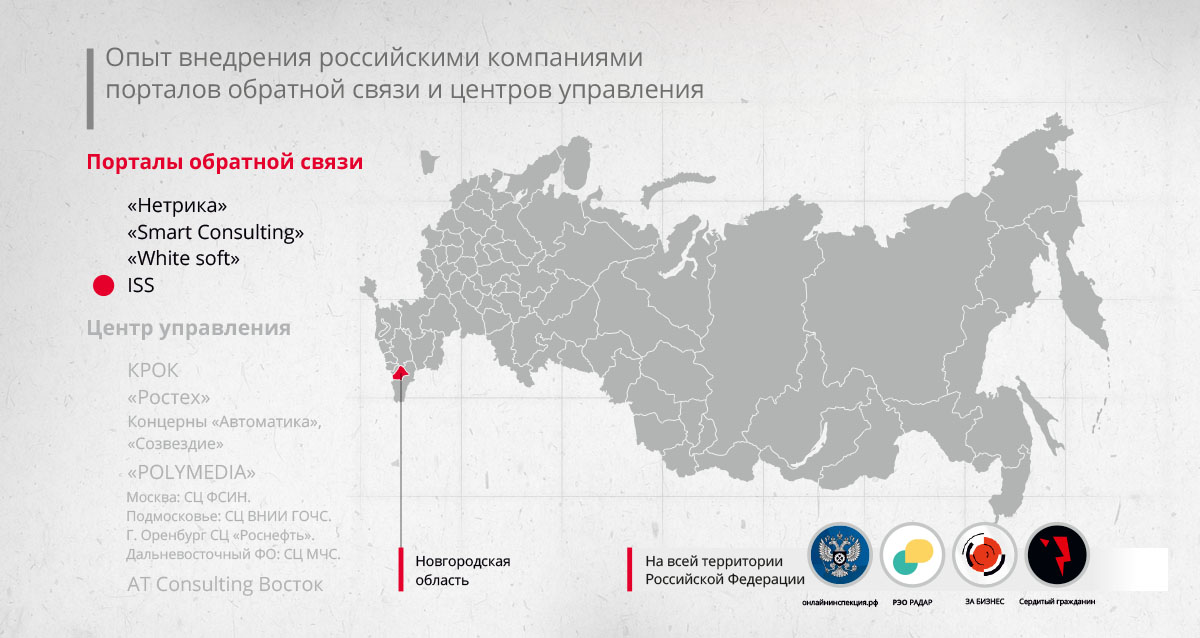 Опыт внедрения российскими компаниями
порталов обратной связи и центров управления
Порталы обратной связи
«Нетрика»
«Smart Consulting»
«White soft»
ISS
Центр управления
КРОК
«Ростех»
Концерны «Автоматика»,
«Созвездие»
«POLYMEDIA»
Москва: СЦ ФСИН.
Подмосковье: СЦ ВНИИ ГОЧС.
Г. Оренбург СЦ «Роснефть».
Дальневосточный ФО: СЦ МЧС.
AT Consulting Восток
Новгородская
область
На всей территории
Российской Федерации
онлайнинспекция.рф
РЭО РАДАР
ЗА БИЗНЕС
Сердитый гражданин